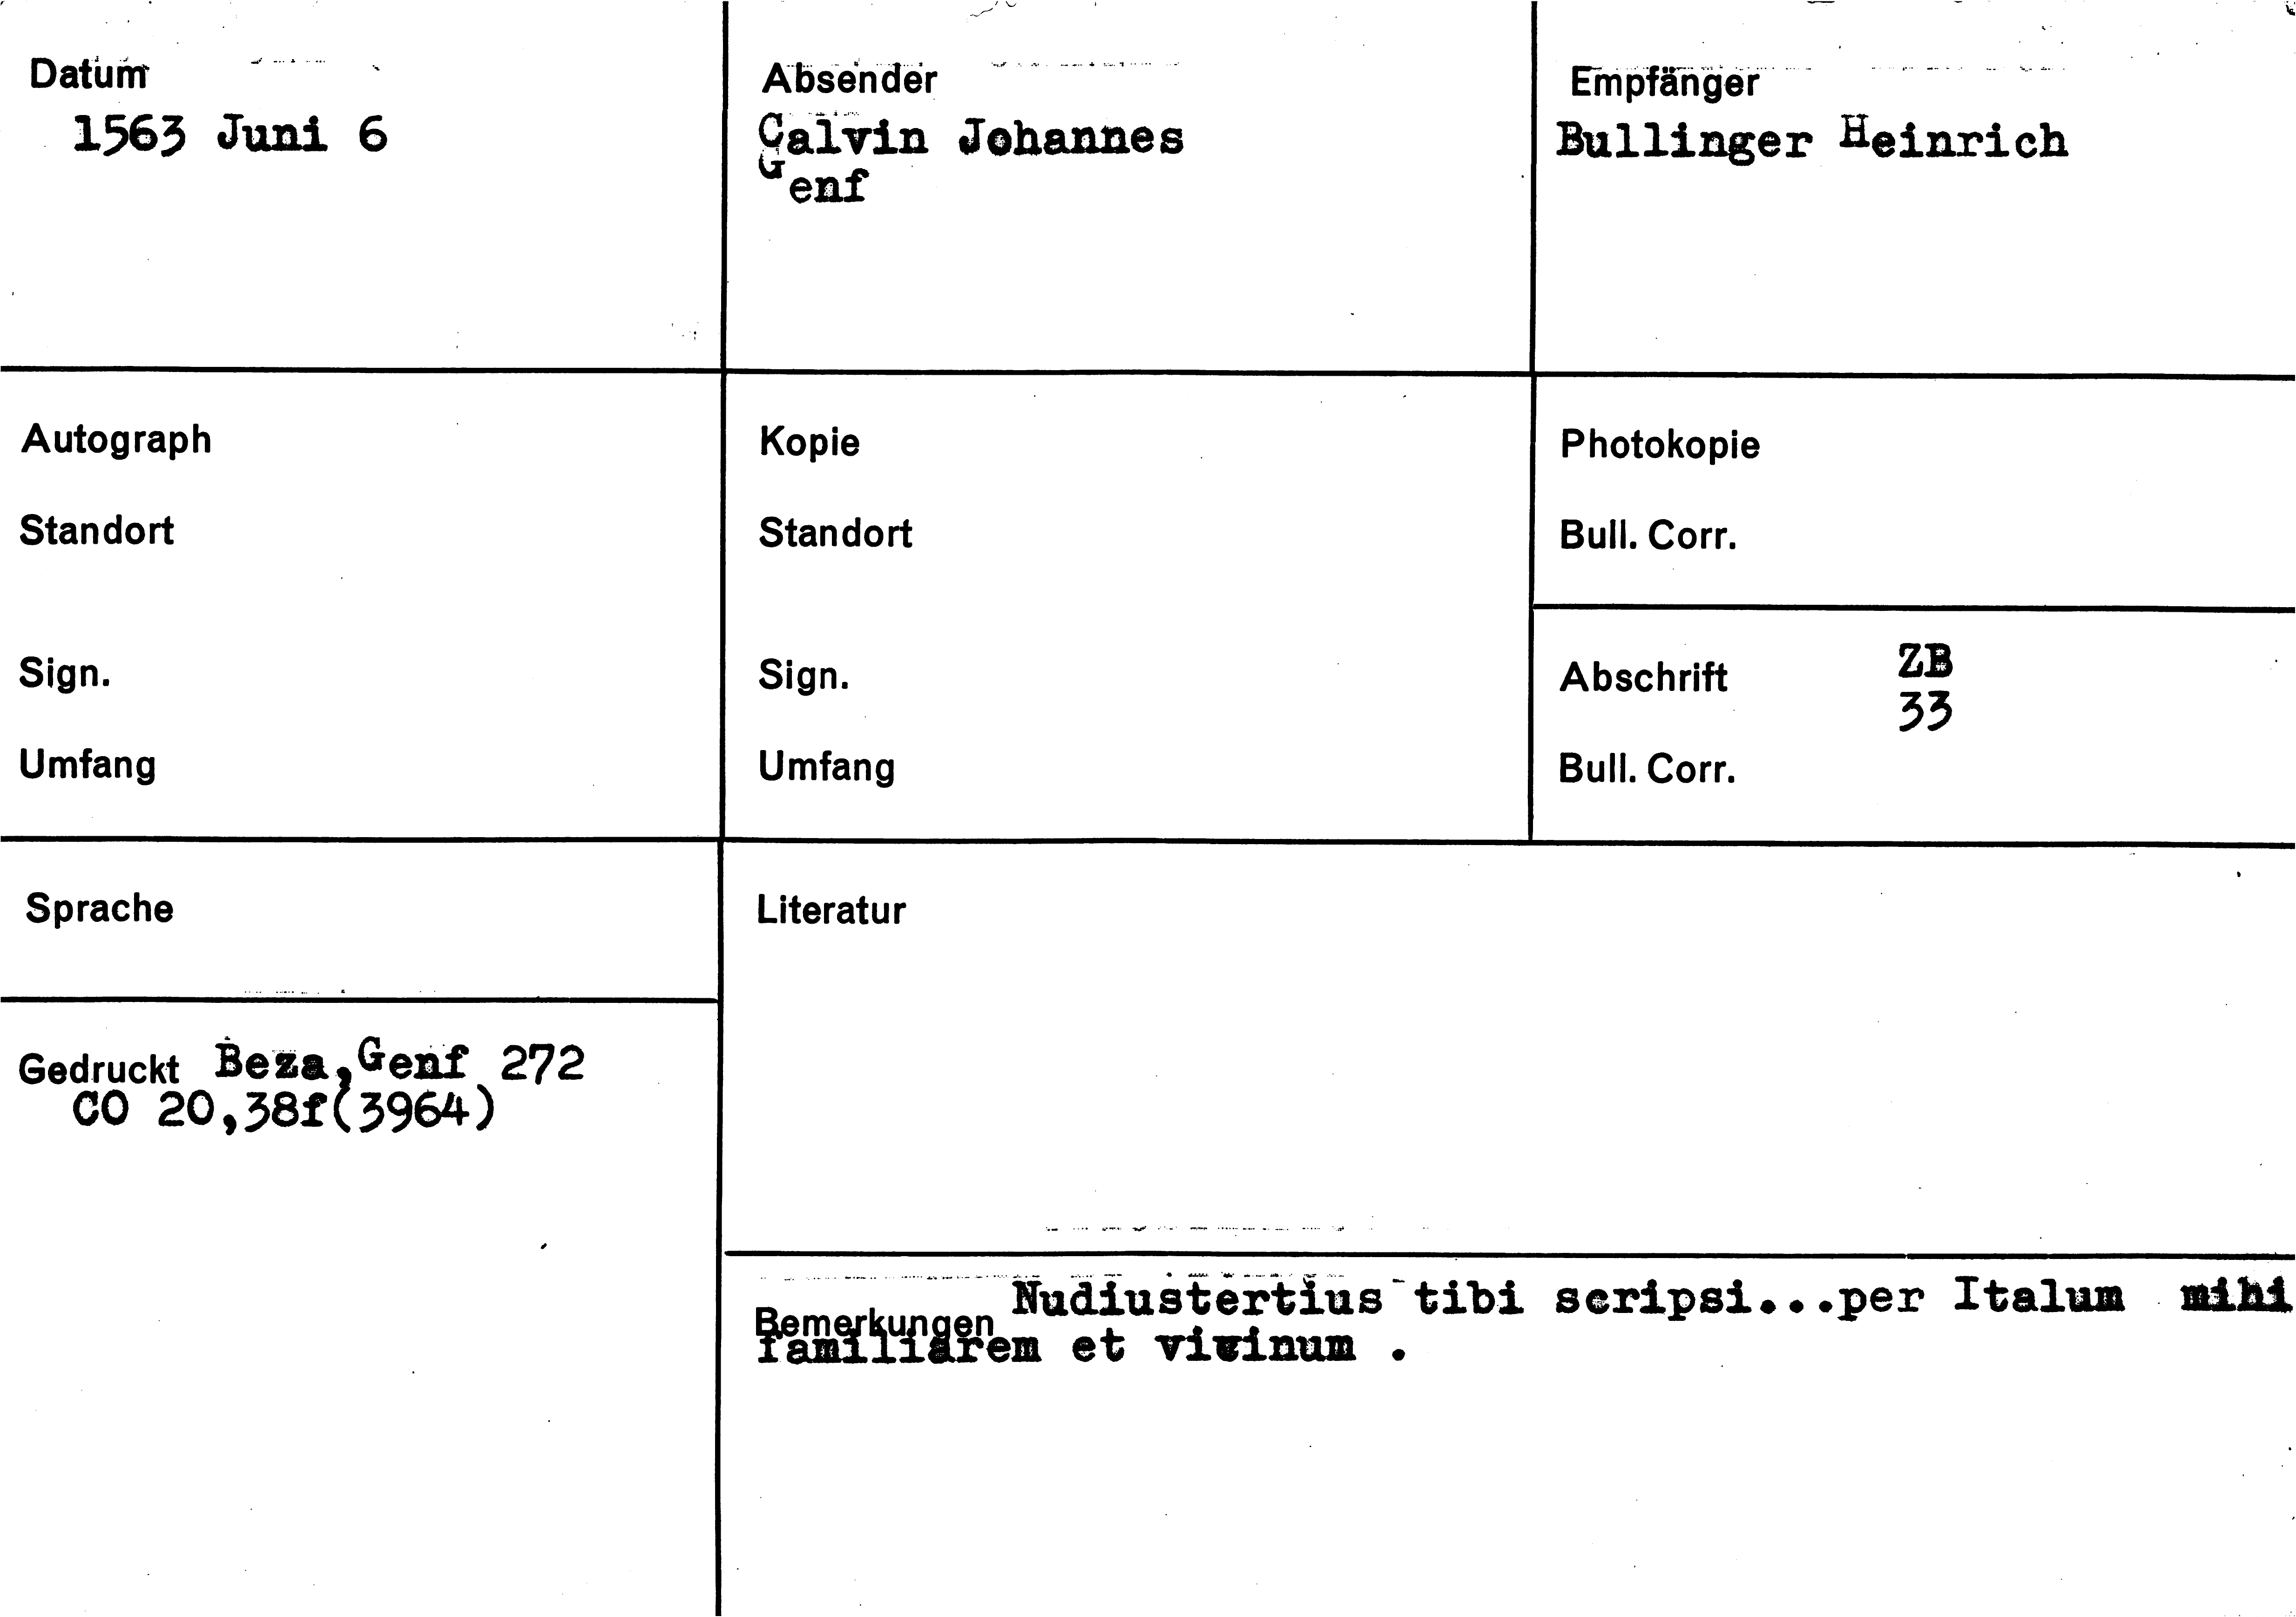 Datum
1563 Juni 6
Absender
Calvin Johannes
Genf
Empfänger
Bullinger Heinrich
Autograph
Standort
Sign.
Umfang
Kopie
Standort
Sign.
Umfang
Photokopie
Bull. Corr.
Abschrift ZB
33
Bull. Corr.
Sprache
Literatur
Gedruckt Beza,Genf 272
CO 20,38f(3964)
Bemerkungen Nudiustertius tibi scripsi...per Italum mihi
familiarem et vicinum .